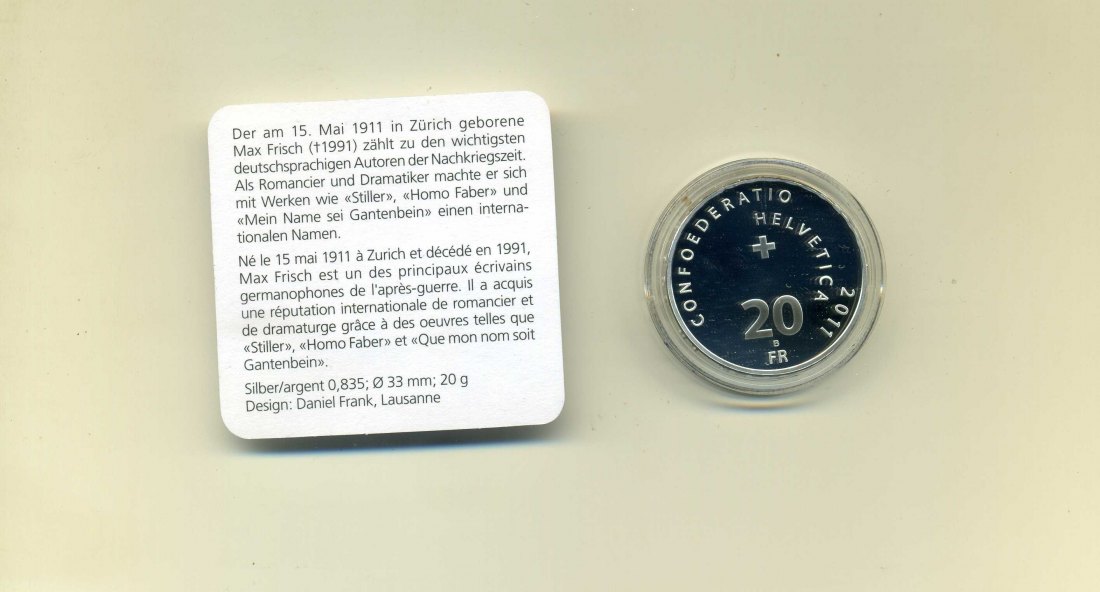 Der am 15. Mai 1911 in Zürich geborene
Max Frisch (†1991) zählt zu den wichtigsten
deutschsprachigen Autoren der Nachkriegszeit.
Als Romancier und Dramatiker machte er sich
mit Werken wie «Stiller», «Homo Faber» und
«Mein Name sei Gantenbein» einen interna-
tionalen Namen.
Né le 15 mai 1911 à Zurich et décédé en 1991,
Max Frisch est un des principaux écrivains
germanophones de l'après-guerre. Il a acquis
une réputation internationale de romancier et
de dramaturge grâce à des oeuvres telles que
«Stiller», «Homo Faber» et «Que mon nom soit
Gantenbein».
Silber/argent 0,835; Ø 33 mm; 20 g
Design: Daniel Frank, Lausanne
CONFOEDERATIO
HELVETICA
2011
20
B
FR